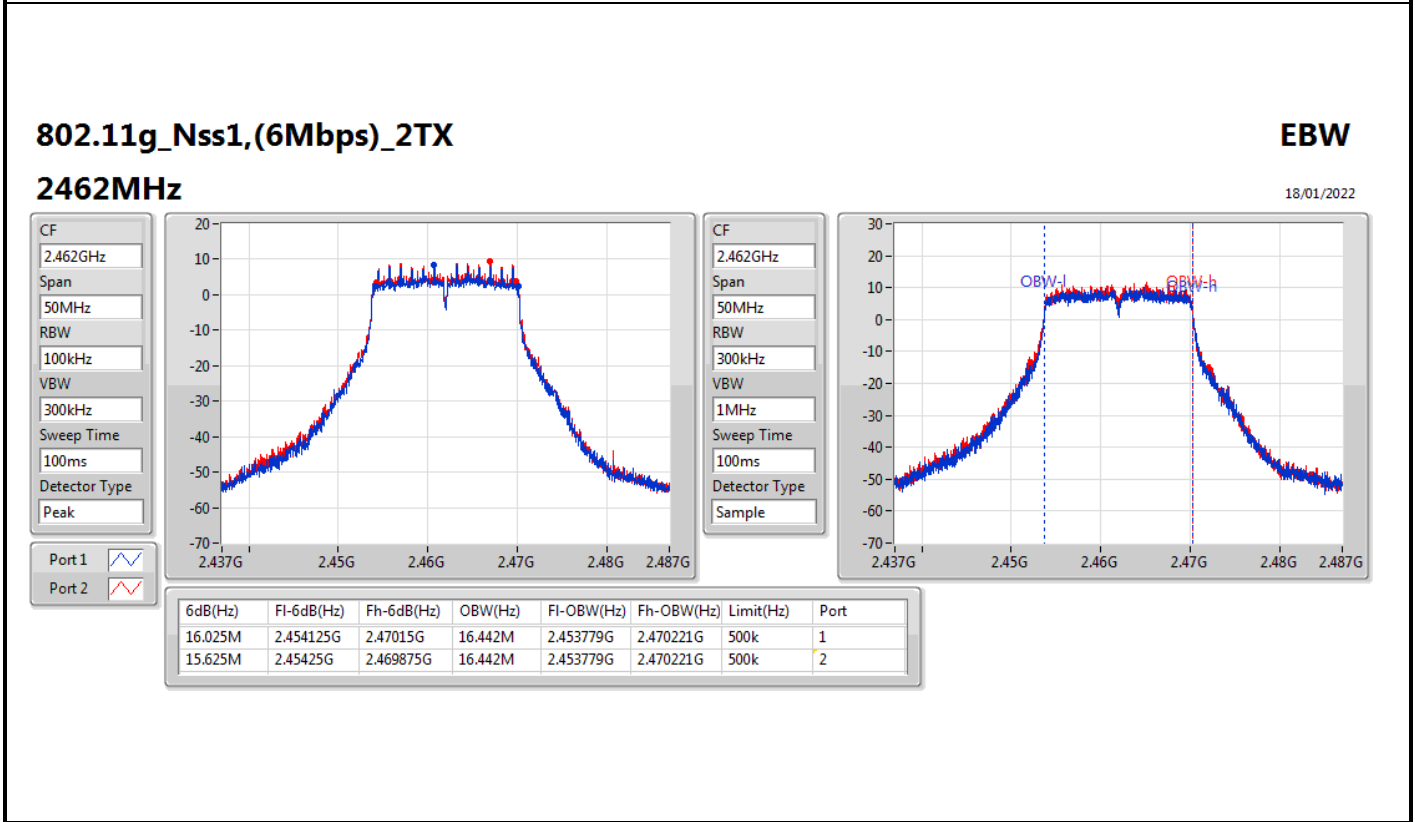 802.11g_Nss1,(6Mbps)_2TX EBW
2462MHz 18/01/2022
CF
2.462GHz
Span
50MHz
RBW
100kHz
VBW
300kHz
Sweep Time
100ms
Detector Type
Peak
Port 1
Port 2
20
10
0
-10
-20
-30
-40
-50
-60
-70
2.437G 2.45G 2.46G 2.47G 2.48G 2.487G
CF
2.462GHz
Span
50MHz
RBW
300kHz
VBW
1MHz
Sweep Time
100ms
Detector Type
Sample
30
20
10
0
-10
-20
-30
-40
-50
-60
-70
OBW-l OBW-h
OBW-h
2.437G 2.45G 2.46G 2.47G 2.48G 2.487G
6dB(Hz) Fl-6dB(Hz) Fh-6dB(Hz) OBW(Hz) Fl-OBW(Hz) Fh-OBW(Hz) Limit(Hz) Port
16.025M 2.454125G 2.47015G 16.442M 2.453779G 2.470221G 500k 1
15.625M 2.45425G 2.469875G 16.442M 2.453779G 2.470221G 500k 2